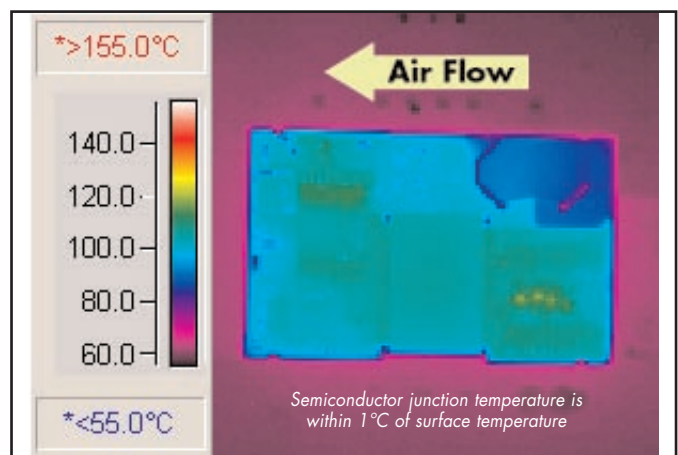 *>155.0°C
Air Flow
140.0
120.0
100.0
80.0
60.0
*<55.0°C
Semiconductor junction temperature is
within 1°C of surface temperature